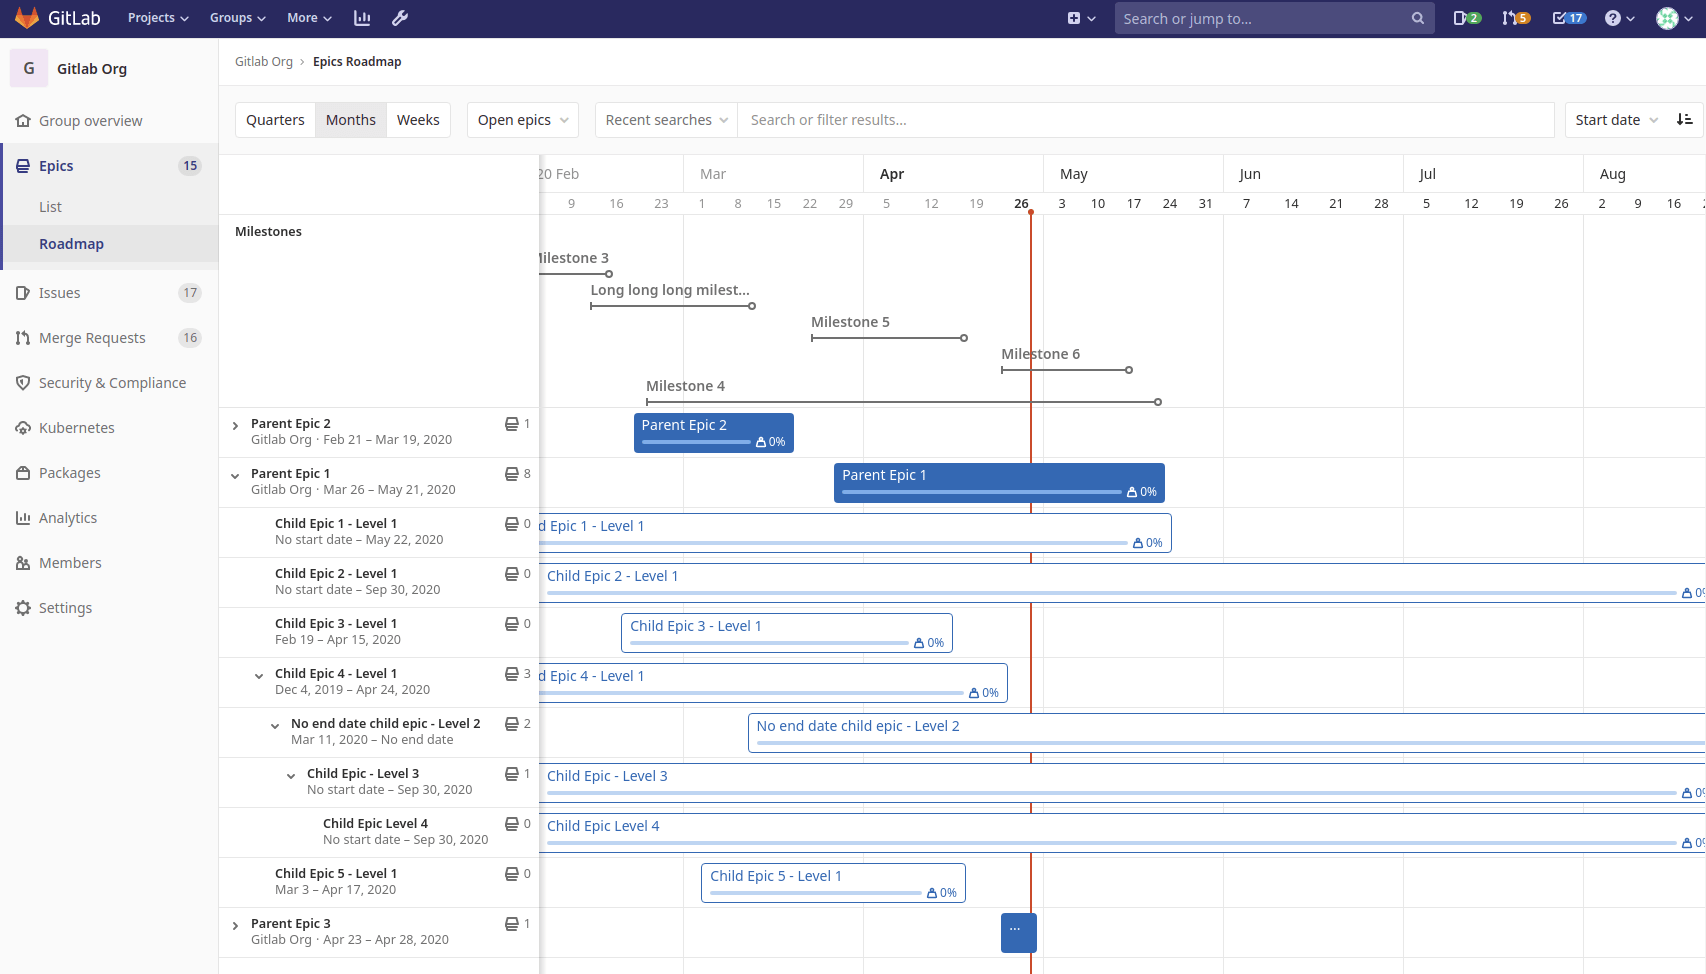 GitLab
Projects
Groups
More
Search or jump to...
2
5
17
G
Gitlab Org
Group overview
Epics 15
List
Roadmap
Issues 17
Merge Requests 16
Security & Compliance
Kubernetes
Packages
Analytics
Members
Settings
Gitlab Org › Epics Roadmap
Quarters Months Weeks
Open epics
Recent searches
Search or filter results...
Start date
20 Feb Mar Apr May Jun Jul Aug
9 16 23 1 8 15 22 29 5 12 19 26 3 10 17 24 31 7 14 21 28 5 12 19 26 2 9 16
Milestones
Milestone 3
Long long long milest...
Milestone 5
Milestone 6
Milestone 4
Parent Epic 2 1
Gitlab Org · Feb 21 – Mar 19, 2020
Parent Epic 2
0%
Parent Epic 1 8
Gitlab Org · Mar 26 – May 21, 2020
Parent Epic 1
0%
Child Epic 1 - Level 1 0
No start date – May 22, 2020
d Epic 1 - Level 1
0%
Child Epic 2 - Level 1 0
No start date – Sep 30, 2020
Child Epic 2 - Level 1
0%
Child Epic 3 - Level 1 0
Feb 19 – Apr 15, 2020
Child Epic 3 - Level 1
0%
Child Epic 4 - Level 1 3
Dec 4, 2019 – Apr 24, 2020
d Epic 4 - Level 1
0%
No end date child epic - Level 2 2
Mar 11, 2020 – No end date
No end date child epic - Level 2
Child Epic - Level 3 1
No start date – Sep 30, 2020
Child Epic - Level 3
0%
Child Epic Level 4 0
No start date – Sep 30, 2020
Child Epic Level 4
0%
Child Epic 5 - Level 1 0
Mar 3 – Apr 17, 2020
Child Epic 5 - Level 1
0%
Parent Epic 3 1
Gitlab Org · Apr 23 – Apr 28, 2020
...